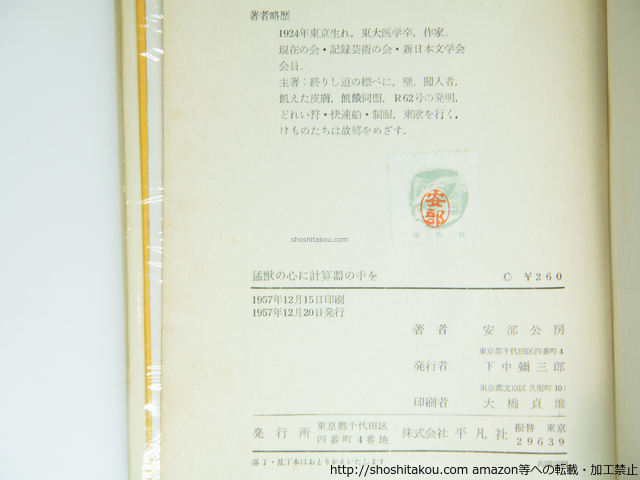 著者略歴
1924年東京生れ，東大医学卒，作家．
現在の会・記録芸術の会・新日本文学会
会員．
主著：終りし道の標べに，壁，闖入者，
飢えた皮膚，飢餓同盟，R62号の発明，
どれい狩・快速船・制服，東欧を行く，
けものたちは故郷をめざす．
安部
平凡社
shoshitakou.com
猛獣の心に計算器の手を C ￥260
1957年12月15日印刷
1957年12月20日発行
著者 安部公房
東京都千代田区四番町4
発行者 下中彌三郎
東京都文京区久堅町108
印刷者 大橋貞雄
発行所 東京都千代田区四番町4番地 株式会社平凡社 振替 東京 29639
落丁・乱丁本はおとりかえいたします
http://shoshitakou.com amazon等への転載・加工禁止